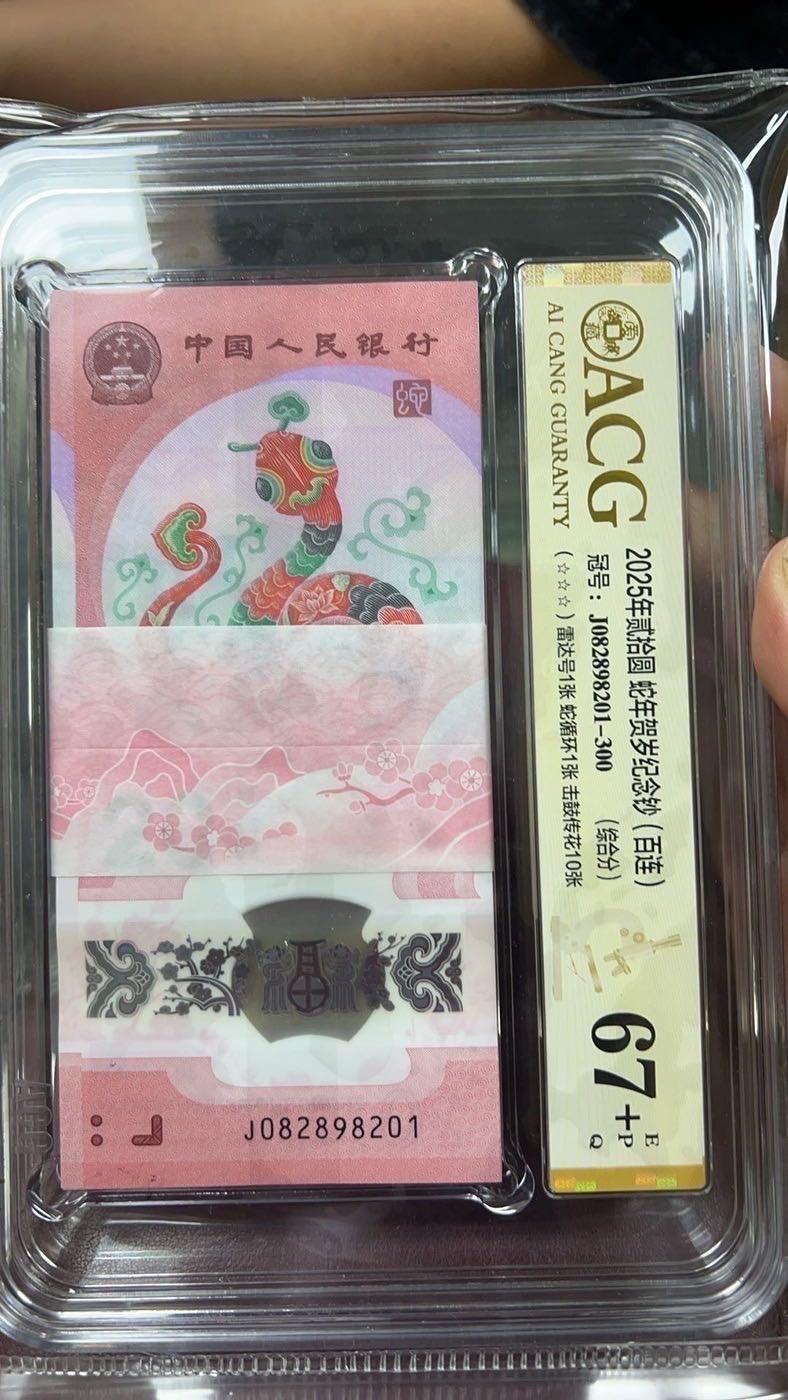 中国人民银行
蛇
J082898201
ACG
AI CANG GUARANTY
2025年贰拾圆 蛇年贺岁纪念钞（百连）
冠号：J082898201-300 （综合分）
（☆☆☆）雷达号1张 蛇循环1张 击鼓传花10张
67+
E
P
Q